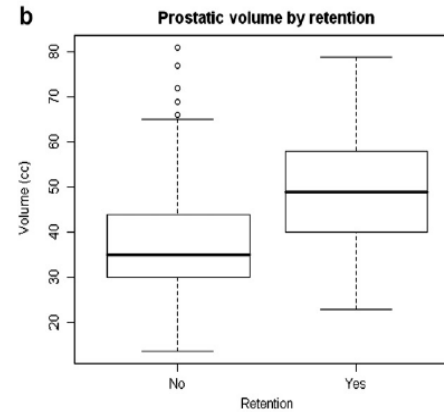 b
Prostatic volume by retention
80
70
60
50
40
30
20
Volume (cc)
No
Yes
Retention